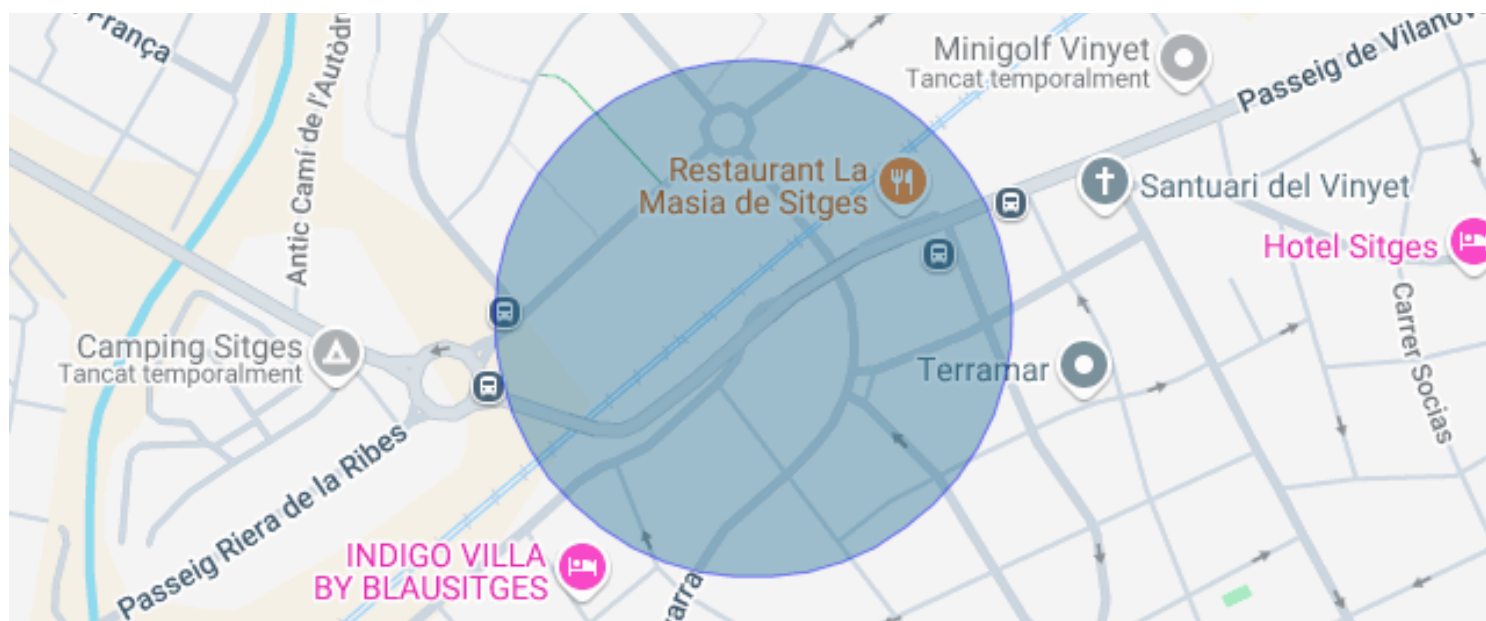 França
Antic Camí de l'Autòdr
Minigolf Vinyet
Tancat temporalment
Passeig de Vilanov
Restaurant La
Masia de Sitges
Santuari del Vinyet
Hotel Sitges
Camping Sitges
Tancat temporalment
Terramar
Carrer Socias
Passeig Riera de la Ribes
INDIGO VILLA
BY BLAUSITGES
arra